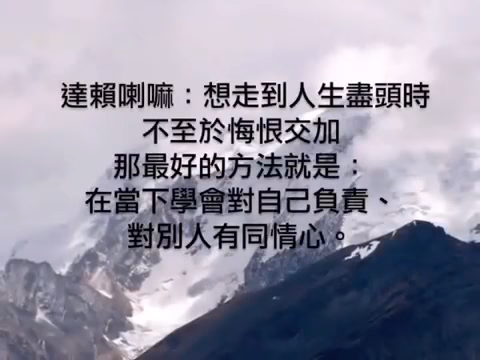 達賴喇嘛：想走到人生盡頭時
不至於悔恨交加
那最好的方法就是：
在當下學會對自己負責、
對別人有同情心。